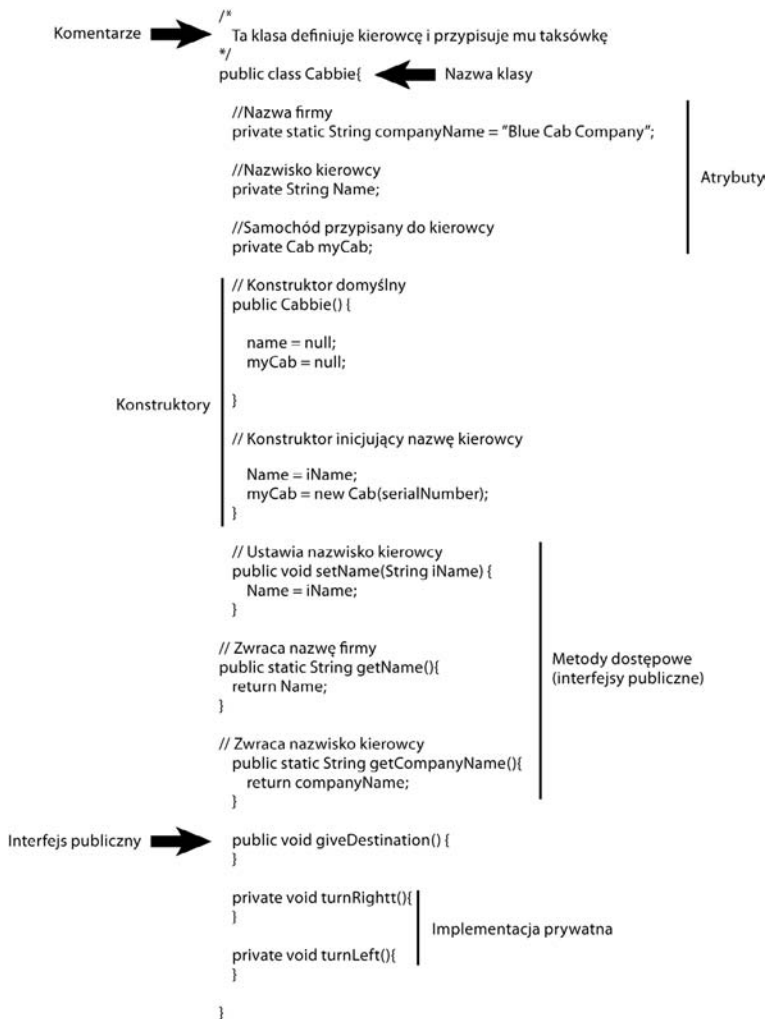 /*
Komentarze
Ta klasa definiuje kierowcę i przypisuje mu taksówkę
*/
public class Cabbie{
Nazwa klasy
//Nazwa firmy
private static String companyName = "Blue Cab Company";
//Nazwisko kierowcy
private String Name;
Atrybuty
//Samochód przypisany do kierowcy
private Cab myCab;
// Konstruktor domyślny
public Cabbie() {
name = null;
myCab = null;
}
Konstruktory
// Konstruktor inicjujący nazwę kierowcy
Name = iName;
myCab = new Cab(serialNumber);
}
// Ustawia nazwisko kierowcy
public void setName(String iName) {
Name = iName;
}
// Zwraca nazwę firmy
public static String getName(){
return Name;
}
Metody dostępowe
(interfejsy publiczne)
// Zwraca nazwisko kierowcy
public static String getCompanyName(){
return companyName;
}
Interfejs publiczny
public void giveDestination() {
}
private void turnRightt(){
}
Implementacja prywatna
private void turnLeft(){
}
}